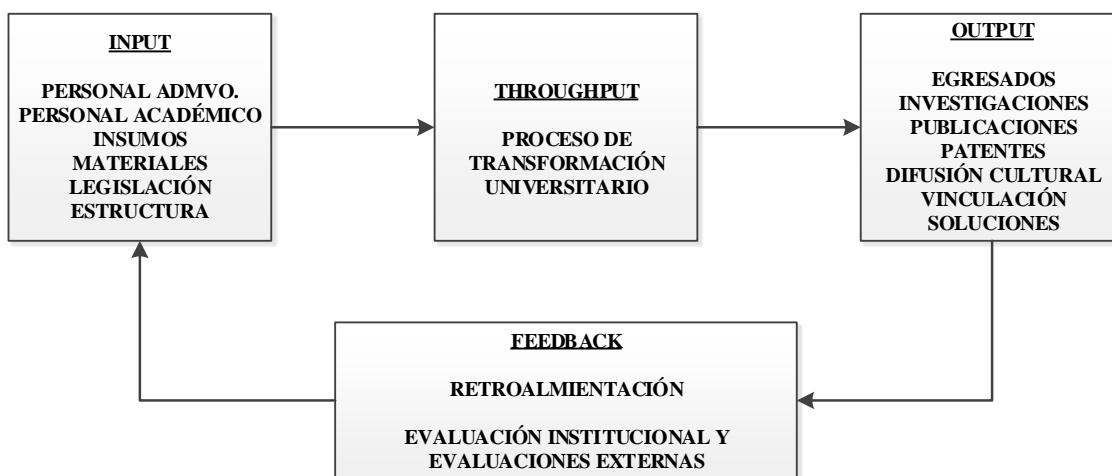 INPUT
PERSONAL ADMVO.
PERSONAL ACADÉMICO
INSUMOS
MATERIALES
LEGISLACIÓN
ESTRUCTURA
THROUGHPUT
PROCESO DE
TRANSFORMACIÓN
UNIVERSITARIO
OUTPUT
EGRESADOS
INVESTIGACIONES
PUBLICACIONES
PATENTES
DIFUSIÓN CULTURAL
VINCULACIÓN
SOLUCIONES
FEEDBACK
RETROALMIENTACIÓN
EVALUACIÓN INSTITUCIONAL Y
EVALUACIONES EXTERNAS